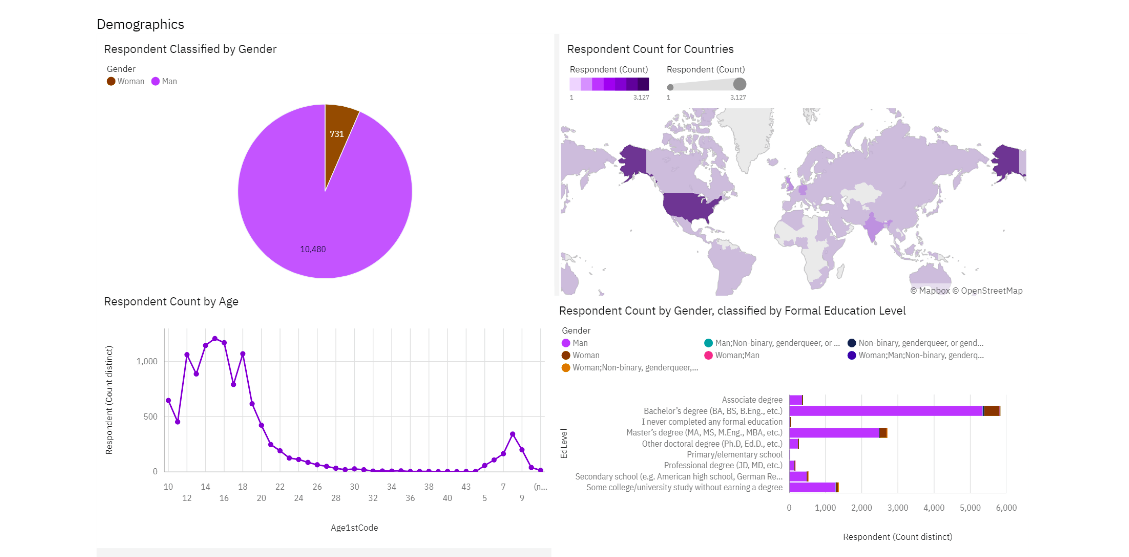 Demographics
Respondent Classified by Gender
Gender
Woman Man
731
10,480
Respondent Count for Countries
Respondent (Count) Respondent (Count)
1 3,127 1 3,127
© Mapbox © OpenStreetMap
Respondent Count by Age
Respondent (Count distinct)
1,000
500
0
10 14 18 22 26 30 34 38 43 7 (n...
12 16 20 24 28 32 36 40 5 9
Age1stCode
Respondent Count by Gender, classified by Formal Education Level
Gender
Man Man;Non-binary, genderqueer, or ... Non-binary, genderqueer, or gend...
Woman Woman;Man Woman;Man;Non-binary, genderq...
Woman;Non-binary, genderqueer,...
Ec Level
Associate degree
Bachelor's degree (BA, BS, B.Eng., etc.)
I never completed any formal education
Master's degree (MA, MS, M.Eng., MBA, etc.)
Other doctoral degree (Ph.D, Ed.D., etc.)
Primary/elementary school
Professional degree (JD, MD, etc.)
Secondary school (e.g. American high school, German Re...
Some college/university study without earning a degree
0 1,000 2,000 3,000 4,000 5,000 6,000
Respondent (Count distinct)